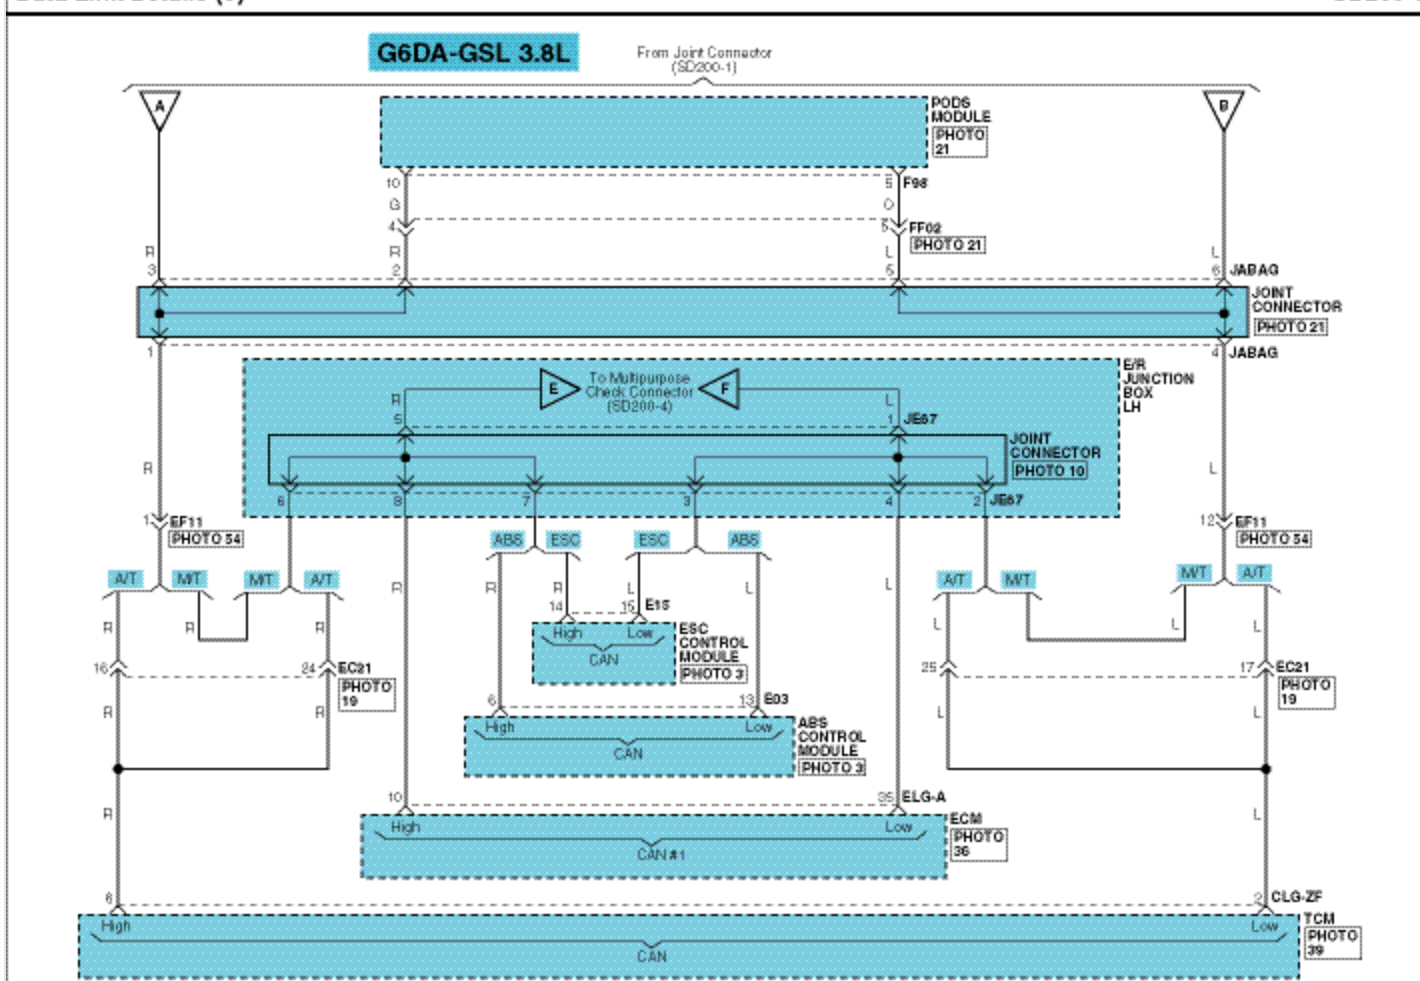 G6DA-GSL 3.8L
From Joint Connector
(SD200-1)
A
B
PODS
MODULE
PHOTO
21
10
5
F98
G
O
4
5
FF02
PHOTO 21
R
R
L
L
3
2
5
6
JABAG
JOINT
CONNECTOR
PHOTO 21
1
4
JABAG
E/R
JUNCTION
BOX
LH
E
To Multipurpose
Check Connector
(SD200-4)
F
R
L
5
1
JE67
JOINT
CONNECTOR
PHOTO 10
R
L
6
8
7
3
4
2
JE67
1
EF11
PHOTO 54
12
EF11
PHOTO 54
ABS
ESC
ESC
ABS
A/T
M/T
M/T
A/T
A/T
M/T
M/T
A/T
R
R
R
L
L
L
14
15
E15
High
Low
CAN
ESC
CONTROL
MODULE
PHOTO 3
R
R
R
L
L
L
16
24
EC21
PHOTO
19
25
17
EC21
PHOTO
19
R
R
L
L
6
13
E03
High
Low
CAN
ABS
CONTROL
MODULE
PHOTO 3
10
35
ELG-A
High
Low
CAN #1
ECM
PHOTO
36
R
L
6
2
CLG-ZF
High
Low
CAN
TCM
PHOTO
39